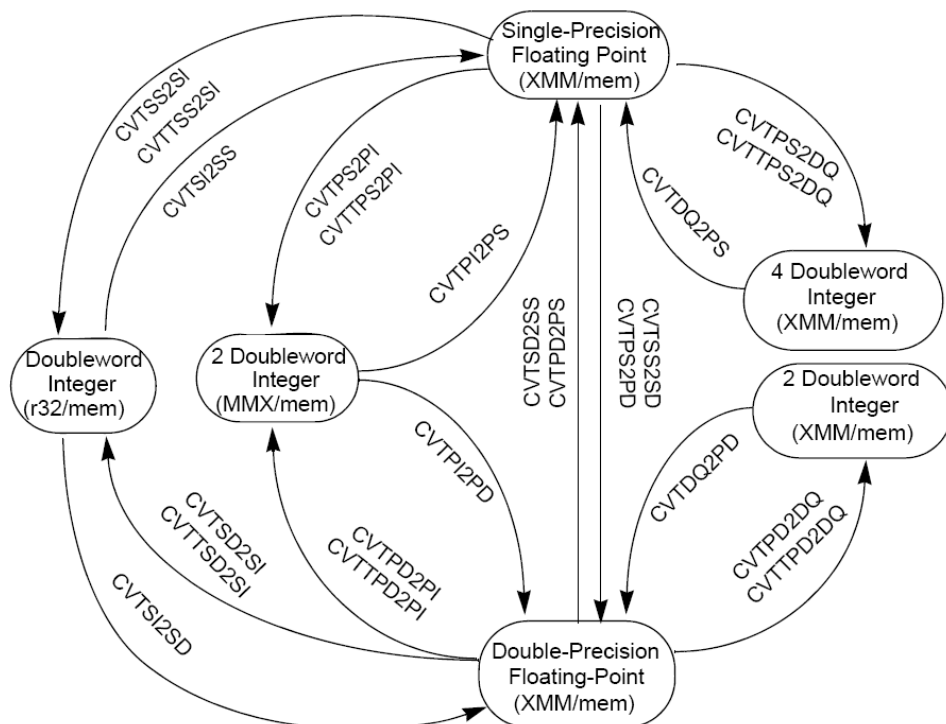 Single-Precision
Floating Point
(XMM/mem)
CVTSS2SI
CVTTSS2SI
CVTSI2SS
CVTPS2PI
CVTTPS2PI
CVTPI2PS
CVTPS2DQ
CVTTPS2DQ
CVTDQ2PS
4 Doubleword
Integer
(XMM/mem)
CVTSD2SS
CVTPD2PS
CVTSS2SD
CVTPS2PD
Doubleword
Integer
(r32/mem)
2 Doubleword
Integer
(MMX/mem)
2 Doubleword
Integer
(XMM/mem)
CVTPI2PD
CVTDQ2PD
CVTSD2SI
CVTTSD2SI
CVTPD2PI
CVTTPD2PI
CVTPD2DQ
CVTTPD2DQ
CVTSI2SD
Double-Precision
Floating-Point
(XMM/mem)